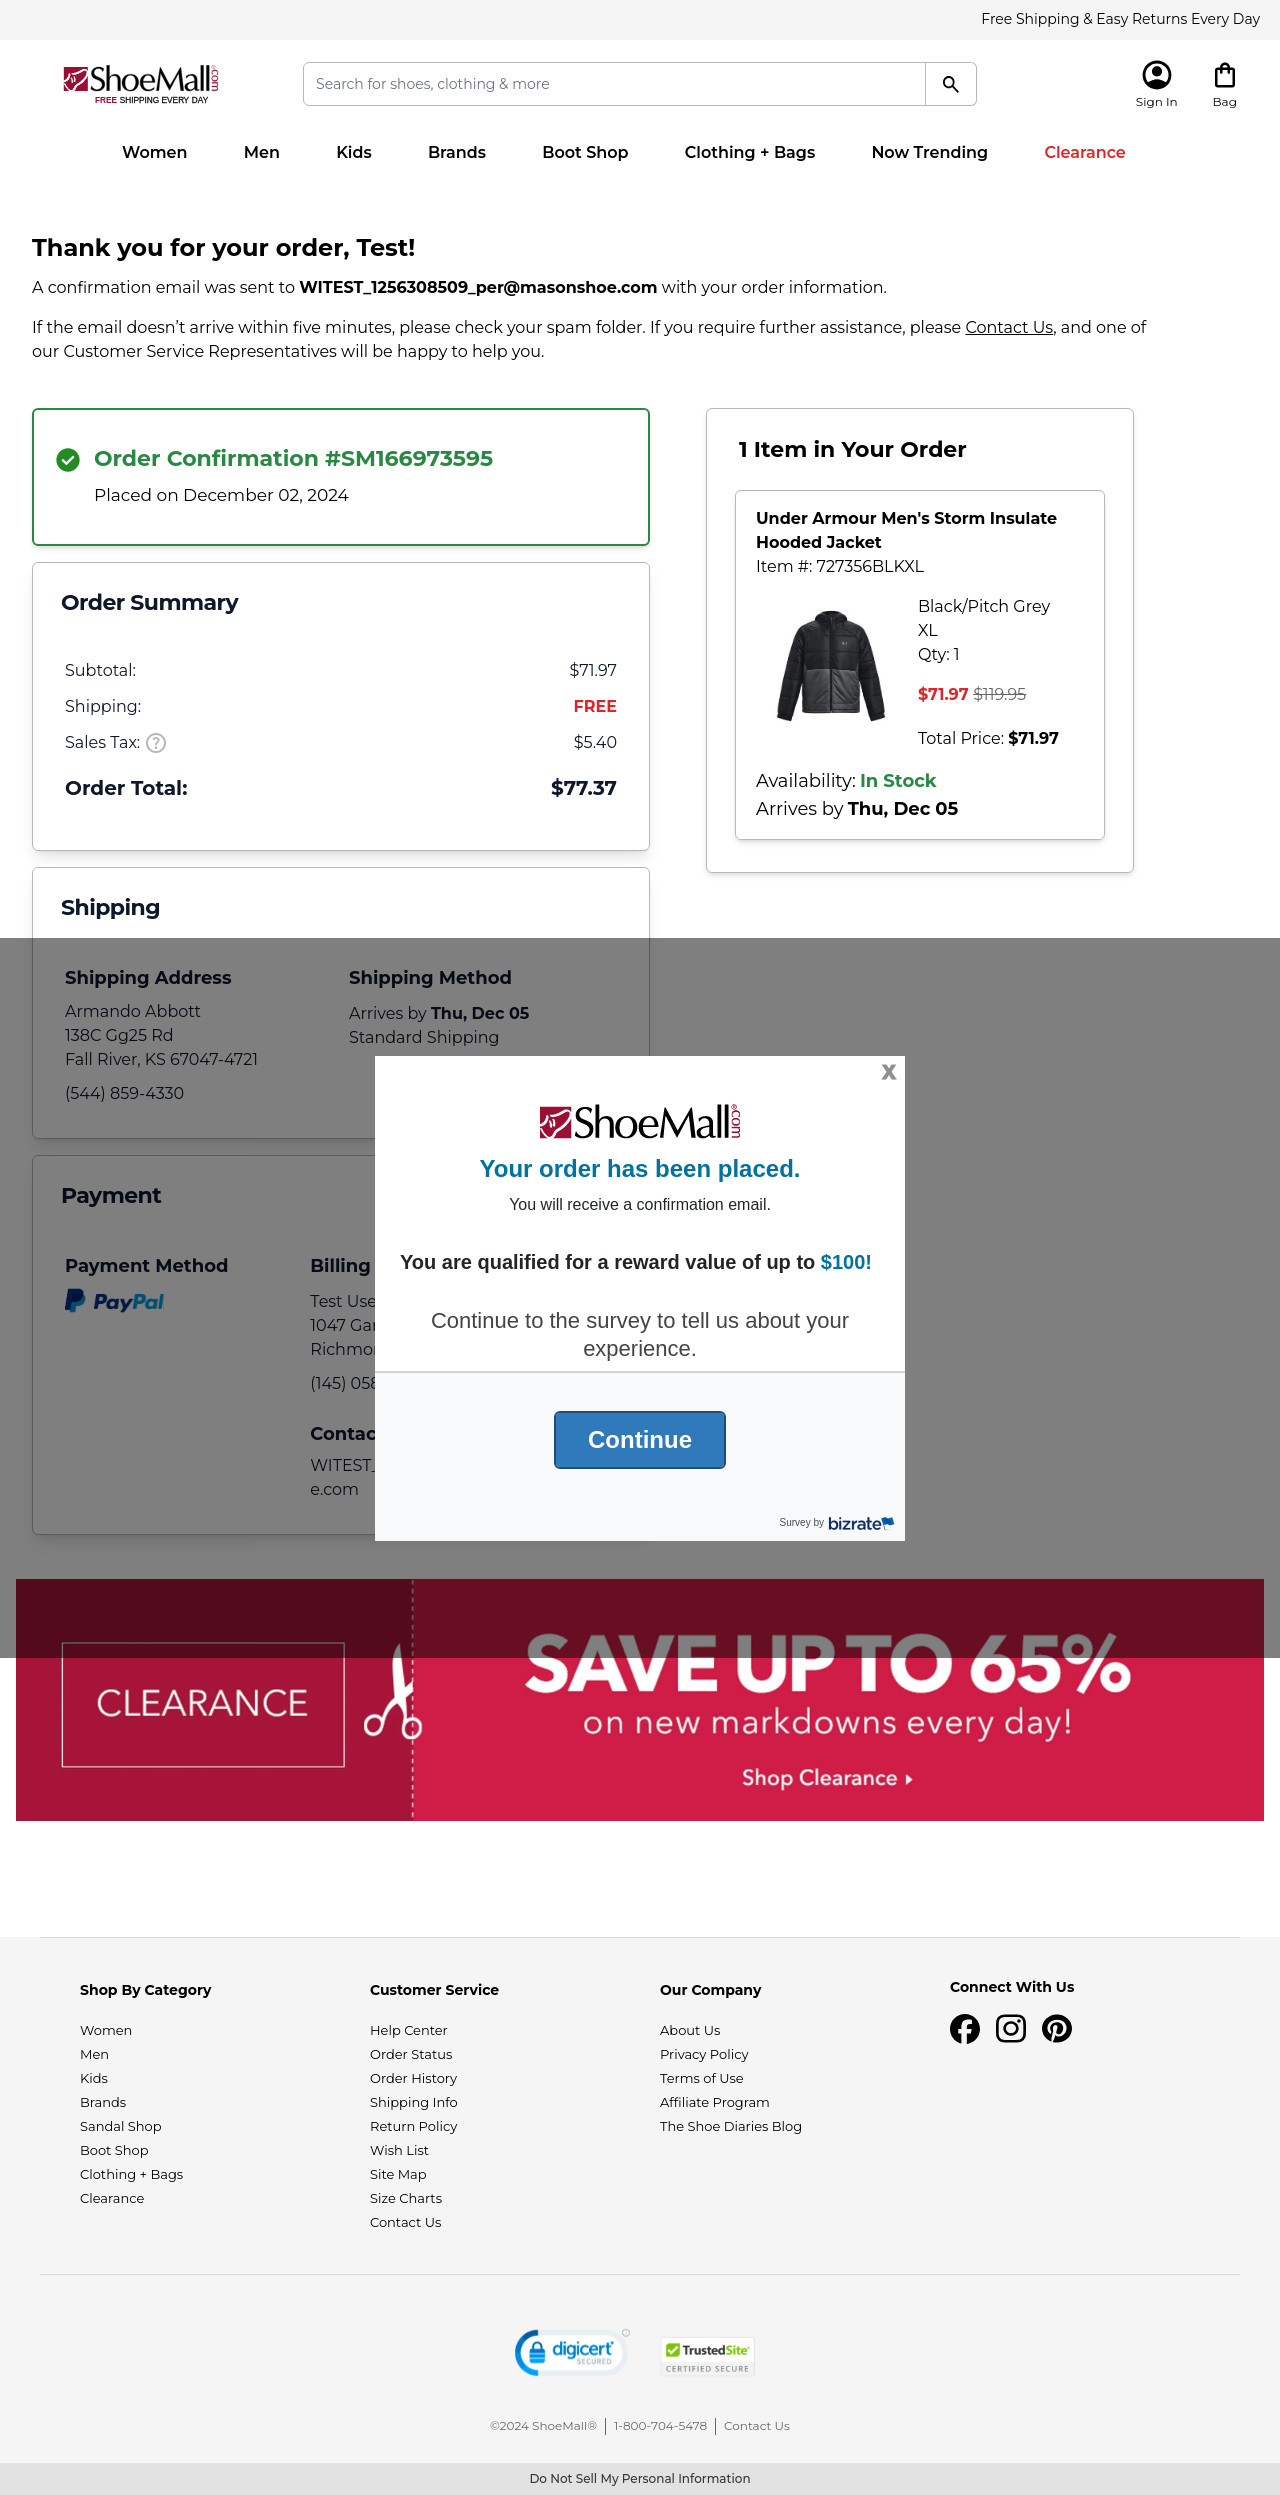 Free Shipping & Easy Returns Every Day
ShoeMall.com
FREE SHIPPING EVERY DAY
Search for shoes, clothing & more
Sign In
Bag
Women Men Kids Brands Boot Shop Clothing + Bags Now Trending Clearance
Thank you for your order, Test!
A confirmation email was sent to WITEST_1256308509_per@masonshoe.com with your order information.
If the email doesn’t arrive within five minutes, please check your spam folder. If you require further assistance, please Contact Us, and one of
our Customer Service Representatives will be happy to help you.
Order Confirmation #SM166973595
Placed on December 02, 2024
Order Summary
Subtotal: $71.97
Shipping: FREE
Sales Tax: ? $5.40
Order Total: $77.37
1 Item in Your Order
Under Armour Men's Storm Insulate
Hooded Jacket
Item #: 727356BLKXL
Black/Pitch Grey
XL
Qty: 1
$71.97 $119.95
Total Price: $71.97
Availability: In Stock
Arrives by Thu, Dec 05
Shipping
Shipping Address
Armando Abbott
138C Gg25 Rd
Fall River, KS 67047-4721
(544) 859-4330
Shipping Method
Arrives by Thu, Dec 05
Standard Shipping
Payment
Payment Method
PayPal
Billing
Test Use
1047 Gar
Richmon
(145) 058
Contac
WITEST_
e.com
X
ShoeMall.com
Your order has been placed.
You will receive a confirmation email.
You are qualified for a reward value of up to $100!
Continue to the survey to tell us about your
experience.
Continue
Survey by bizrate
CLEARANCE
SAVE UP TO 65%
on new markdowns every day!
Shop Clearance
Shop By Category
Women
Men
Kids
Brands
Sandal Shop
Boot Shop
Clothing + Bags
Clearance
Customer Service
Help Center
Order Status
Order History
Shipping Info
Return Policy
Wish List
Site Map
Size Charts
Contact Us
Our Company
About Us
Privacy Policy
Terms of Use
Affiliate Program
The Shoe Diaries Blog
Connect With Us
digicert
SECURED
TrustedSite
CERTIFIED SECURE
©2024 ShoeMall® | 1-800-704-5478 | Contact Us
Do Not Sell My Personal Information